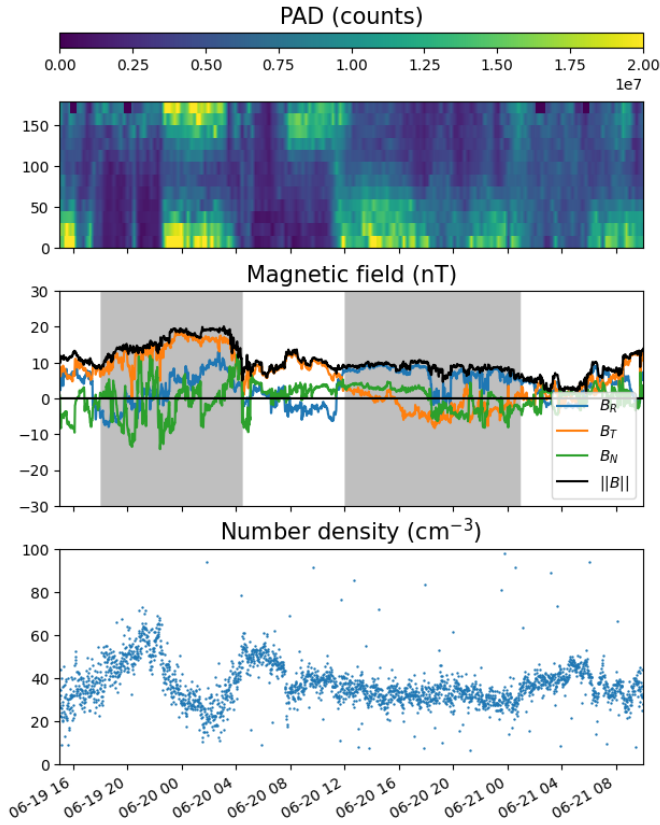 PAD (counts)
0.00 0.25 0.50 0.75 1.00 1.25 1.50 1.75 2.00
1e7
150
100
50
0
Magnetic field (nT)
30
20
10
0
−10
−20
−30
B_R
B_T
B_N
||B||
Number density (cm⁻³)
100
80
60
40
20
0
06-19 16 06-19 20 06-20 00 06-20 04 06-20 08 06-20 12 06-20 16 06-20 20 06-21 00 06-21 04 06-21 08